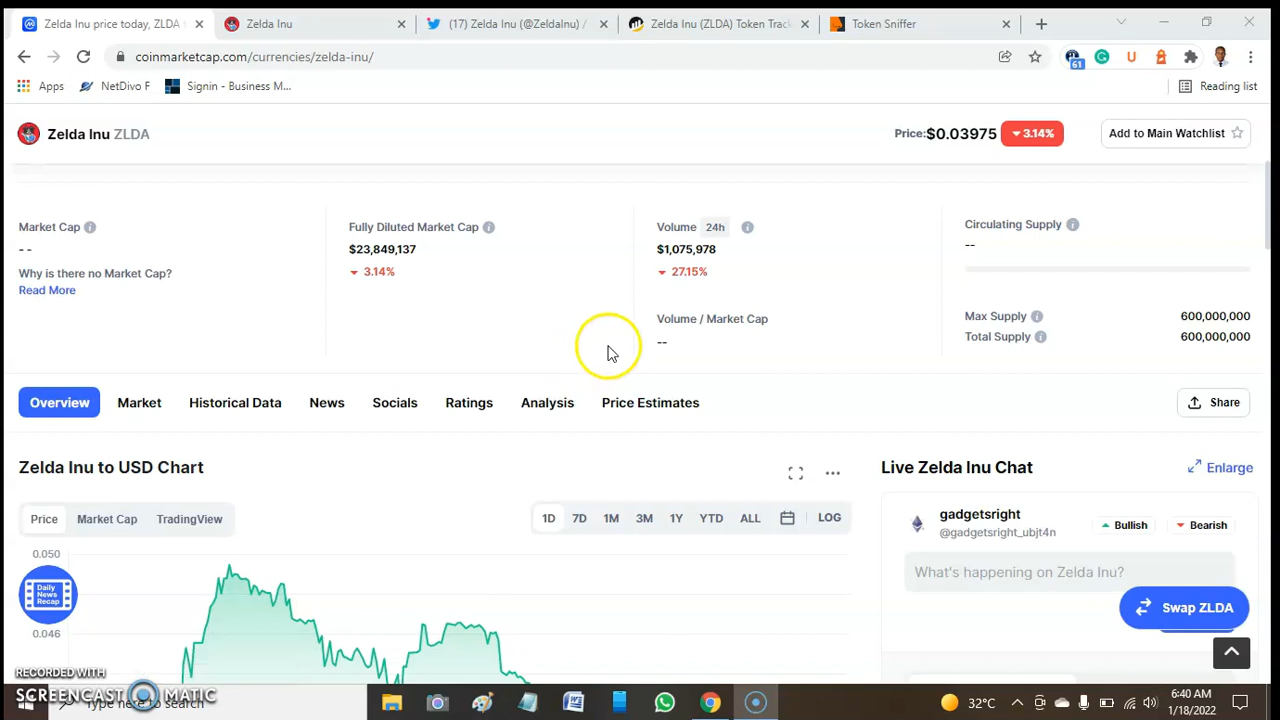 Zelda Inu price today, ZLDA
Zelda Inu
(17) Zelda Inu (@ZeldaInu) /
Zelda Inu (ZLDA) Token Track
Token Sniffer
coinmarketcap.com/currencies/zelda-inu/
61
U
Apps
NetDivo F
Signin - Business M...
Reading list
Zelda Inu ZLDA
Price:$0.03975
3.14%
Add to Main Watchlist
Market Cap
- -
Why is there no Market Cap?
Read More
Fully Diluted Market Cap
$23,849,137
3.14%
Volume 24h
$1,075,978
27.15%
Volume / Market Cap
--
Circulating Supply
--
Max Supply 600,000,000
Total Supply 600,000,000
Overview
Market
Historical Data
News
Socials
Ratings
Analysis
Price Estimates
Share
Zelda Inu to USD Chart
Price
Market Cap
TradingView
1D
7D
1M
3M
1Y
YTD
ALL
LOG
0.050
0.046
Daily
News
Recap
Live Zelda Inu Chat
Enlarge
gadgetsright
@gadgetsright_ubjt4n
Bullish
Bearish
What's happening on Zelda Inu?
Swap ZLDA
RECORDED WITH
SCREENCAST MATIC
Type here to search
32°C
6:40 AM
1/18/2022